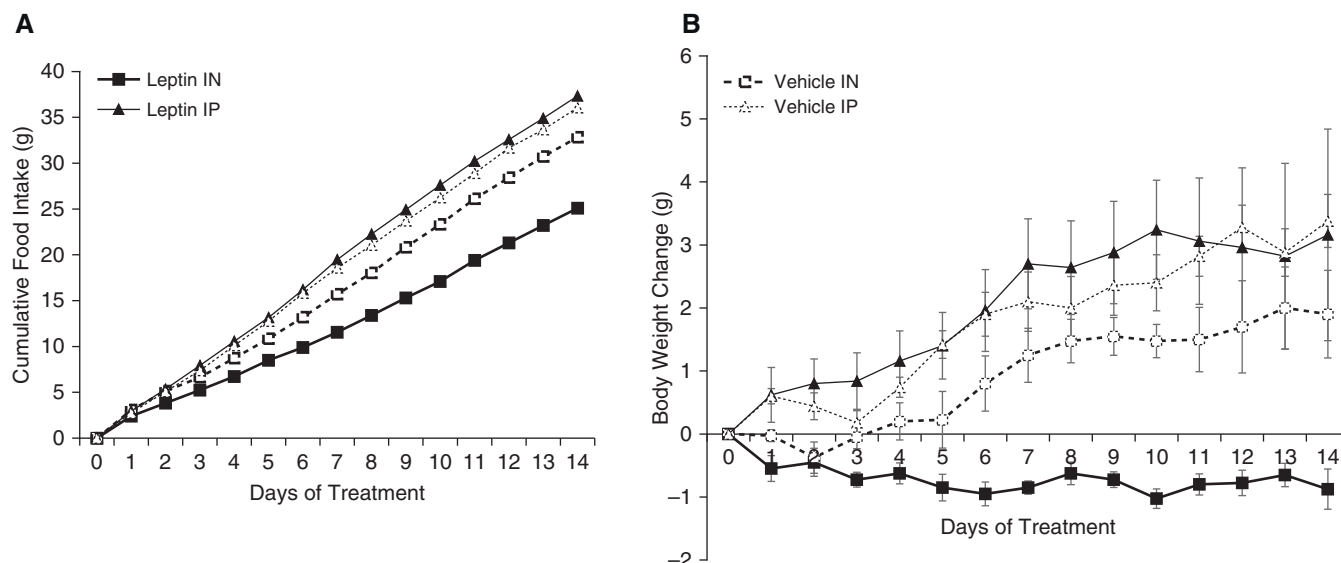 A
Cumulative Food Intake (g)
40
35
30
25
20
15
10
5
0
Leptin IN
Leptin IP
0 1 2 3 4 5 6 7 8 9 10 11 12 13 14
Days of Treatment
B
Body Weight Change (g)
6
5
4
3
2
1
0
–1
–2
Vehicle IN
Vehicle IP
0 1 2 3 4 5 6 7 8 9 10 11 12 13 14
Days of Treatment